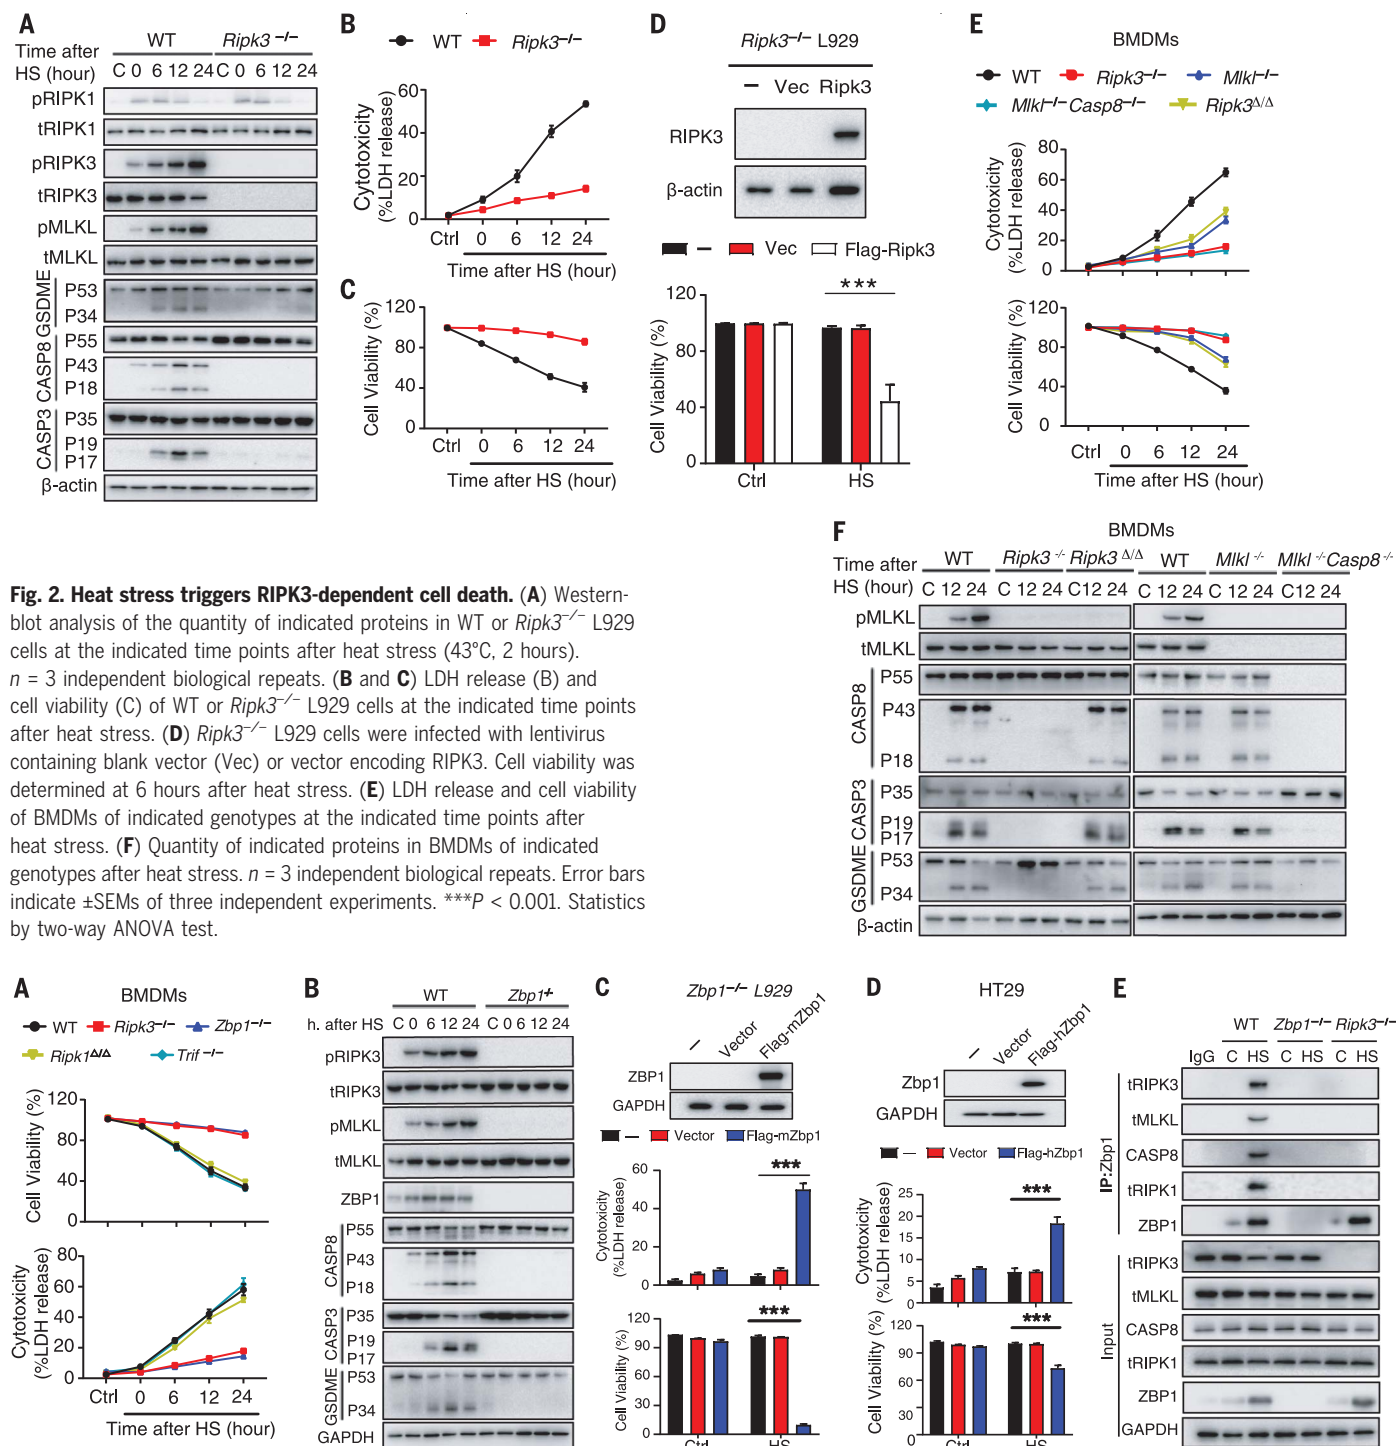 A
WT Ripk3 −/−
Time after
HS (hour) C 0 6 12 24 C 0 6 12 24
pRIPK1
tRIPK1
pRIPK3
tRIPK3
pMLKL
tMLKL
GSDME P53
P34
CASP8 P55
P43
P18
CASP3 P35
P19
P17
β-actin
B
WT Ripk3−/−
Cytotoxicity
(%LDH release)
60
40
20
0
Ctrl 0 6 12 24
Time after HS (hour)
C
Cell Viability (%)
120
80
40
0
Ctrl 0 6 12 24
Time after HS (hour)
D
Ripk3−/− L929
– Vec Ripk3
RIPK3
β-actin
– Vec Flag-Ripk3
***
Cell Viability (%)
120
80
40
0
Ctrl HS
E
BMDMs
WT Ripk3−/− Mlkl−/−
Mlkl−/−Casp8−/− Ripk3Δ/Δ
Cytotoxicity
(%LDH release)
80
60
40
20
0
Cell Viability (%)
120
90
60
30
0
Ctrl 0 6 12 24
Time after HS (hour)
F
BMDMs
Time after WT Ripk3 -/- Ripk3 Δ/Δ WT Mlkl -/- Mlkl -/-Casp8 -/-
HS (hour) C 12 24 C 12 24 C 12 24 C 12 24 C 12 24 C12 24
pMLKL
tMLKL
CASP8 P55
P43
P18
CASP3 P35
P19
P17
GSDME P53
P34
β-actin
Fig. 2. Heat stress triggers RIPK3-dependent cell death. (A) Western-
blot analysis of the quantity of indicated proteins in WT or Ripk3−/− L929
cells at the indicated time points after heat stress (43°C, 2 hours).
n = 3 independent biological repeats. (B and C) LDH release (B) and
cell viability (C) of WT or Ripk3−/− L929 cells at the indicated time points
after heat stress. (D) Ripk3−/− L929 cells were infected with lentivirus
containing blank vector (Vec) or vector encoding RIPK3. Cell viability was
determined at 6 hours after heat stress. (E) LDH release and cell viability
of BMDMs of indicated genotypes at the indicated time points after
heat stress. (F) Quantity of indicated proteins in BMDMs of indicated
genotypes after heat stress. n = 3 independent biological repeats. Error bars
indicate ±SEMs of three independent experiments. ***P < 0.001. Statistics
by two-way ANOVA test.
A
BMDMs
WT Ripk3−/− Zbp1−/−
Ripk1Δ/Δ Trif −/−
Cell Viability (%)
120
80
40
0
Cytotoxicity
(%LDH release)
80
60
40
20
0
Ctrl 0 6 12 24
Time after HS (hour)
B
WT Zbp1+
h. after HS C 0 6 12 24 C 0 6 12 24
pRIPK3
tRIPK3
pMLKL
tMLKL
ZBP1
CASP8 P55
P43
P18
CASP3 P35
P19
P17
GSDME P53
P34
GAPDH
C
Zbp1−/− L929
– Vector Flag-mZbp1
ZBP1
GAPDH
– Vector Flag-mZbp1
***
Cytotoxicity
(%LDH release)
60
40
20
0
***
Cell Viability (%)
120
90
60
30
0
Ctrl HS
D
HT29
– Vector Flag-hZbp1
Zbp1
GAPDH
– Vector Flag-hZbp1
***
Cytotoxicity
(%LDH release)
25
20
15
10
5
0
***
Cell Viability (%)
120
90
60
30
0
Ctrl HS
E
WT Zbp1−/− Ripk3−/−
IgG C HS C HS C HS
IP:Zbp1
tRIPK3
tMLKL
CASP8
tRIPK1
ZBP1
Input
tRIPK3
tMLKL
CASP8
tRIPK1
ZBP1
GAPDH